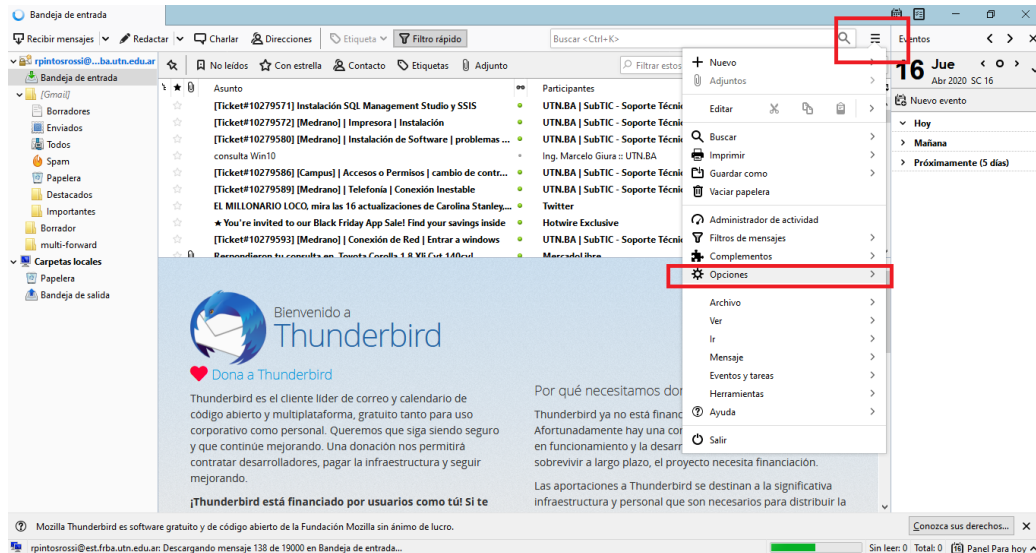 Bandeja de entrada
Recibir mensajes
Redactar
Charlar
Direcciones
Etiqueta
Filtro rápido
Buscar <Ctrl+K>
Eventos
rpintosrossi@...ba.utn.edu.ar
Bandeja de entrada
[Gmail]
Borradores
Enviados
Todos
Spam
Papelera
Destacados
Importantes
Borrador
multi-forward
Carpetas locales
Papelera
Bandeja de salida
No leídos
Con estrella
Contacto
Etiquetas
Adjunto
Filtrar estos
Asunto
Participantes
[Ticket#10279571] Instalación SQL Management Studio y SSIS
UTN.BA | SubTIC - Soporte Técni
[Ticket#10279572] [Medrano] | Impresora | Instalación
UTN.BA | SubTIC - Soporte Técni
[Ticket#10279580] [Medrano] | Instalación de Software | problemas ...
UTN.BA | SubTIC - Soporte Técni
consulta Win10
Ing. Marcelo Giura :: UTN.BA
[Ticket#10279586] [Campus] | Accesos o Permisos | cambio de contr...
UTN.BA | SubTIC - Soporte Técni
[Ticket#10279589] [Medrano] | Telefonía | Conexión Inestable
UTN.BA | SubTIC - Soporte Técni
EL MILLONARIO LOCO, mira las 16 actualizaciones de Carolina Stanley,...
Twitter
★ You're invited to our Black Friday App Sale! Find your savings inside
Hotwire Exclusive
[Ticket#10279593] [Medrano] | Conexión de Red | Entrar a windows
UTN.BA | SubTIC - Soporte Técni
Respondieron tu consulta en Toyota Corolla 1.8 Xli Cvt 140cv!
MercadoLibre
Bienvenido a
Thunderbird
Dona a Thunderbird
Thunderbird es el cliente líder de correo y calendario de
código abierto y multiplataforma, gratuito tanto para uso
corporativo como personal. Queremos que siga siendo seguro
y que continúe mejorando. Una donación nos permitirá
contratar desarrolladores, pagar la infraestructura y seguir
mejorando.
¡Thunderbird está financiado por usuarios como tú! Si te
Por qué necesitamos don
Thunderbird ya no está financ
Afortunadamente hay una com
en funcionamiento y la desarr
sobrevivir a largo plazo, el proyecto necesita financiación.
Las aportaciones a Thunderbird se destinan a la significativa
infraestructura y personal que son necesarios para distribuir la
Nuevo
Adjuntos
Editar
Buscar
Imprimir
Guardar como
Vaciar papelera
Administrador de actividad
Filtros de mensajes
Complementos
Opciones
Archivo
Ver
Ir
Mensaje
Eventos y tareas
Herramientas
Ayuda
Salir
16
Jue
Abr 2020 SC 16
Nuevo evento
Hoy
Mañana
Próximamente (5 días)
Mozilla Thunderbird es software gratuito y de código abierto de la Fundación Mozilla sin ánimo de lucro.
Conozca sus derechos...
rpintosrossi@est.frba.utn.edu.ar: Descargando mensaje 138 de 19000 en Bandeja de entrada...
Sin leer: 0 Total: 0
Panel Para hoy